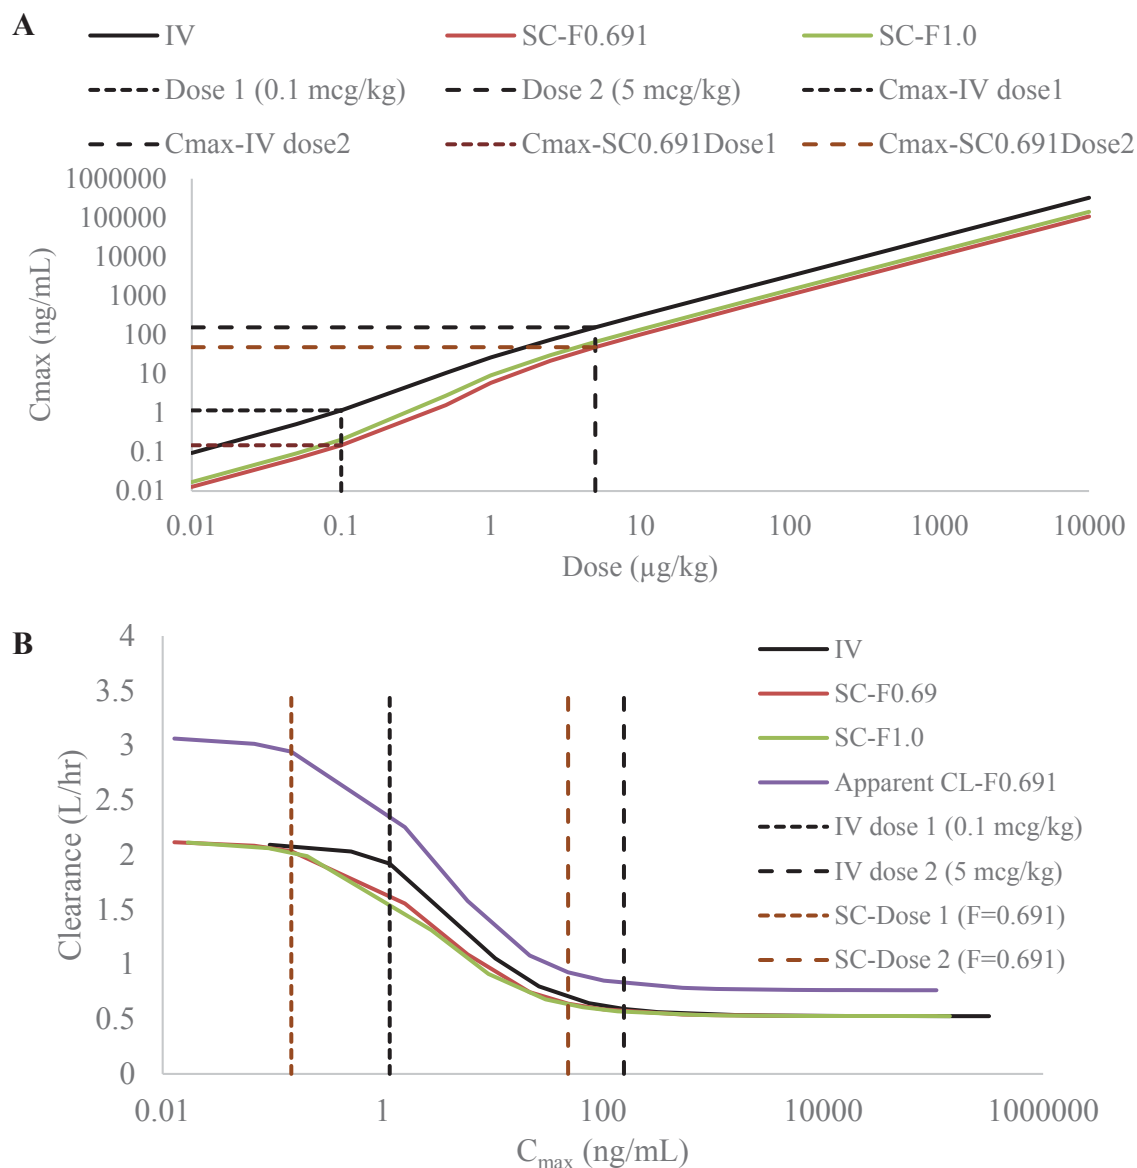 A
IV
SC-F0.691
SC-F1.0
Dose 1 (0.1 mcg/kg)
Dose 2 (5 mcg/kg)
Cmax-IV dose1
Cmax-IV dose2
Cmax-SC0.691Dose1
Cmax-SC0.691Dose2
1000000
100000
10000
1000
100
10
1
0.1
0.01
Cmax (ng/mL)
0.01 0.1 1 10 100 1000 10000
Dose (µg/kg)
B
4
3.5
3
2.5
2
1.5
1
0.5
0
Clearance (L/hr)
IV
SC-F0.69
SC-F1.0
Apparent CL-F0.691
IV dose 1 (0.1 mcg/kg)
IV dose 2 (5 mcg/kg)
SC-Dose 1 (F=0.691)
SC-Dose 2 (F=0.691)
0.01 1 100 10000 1000000
Cmax (ng/mL)